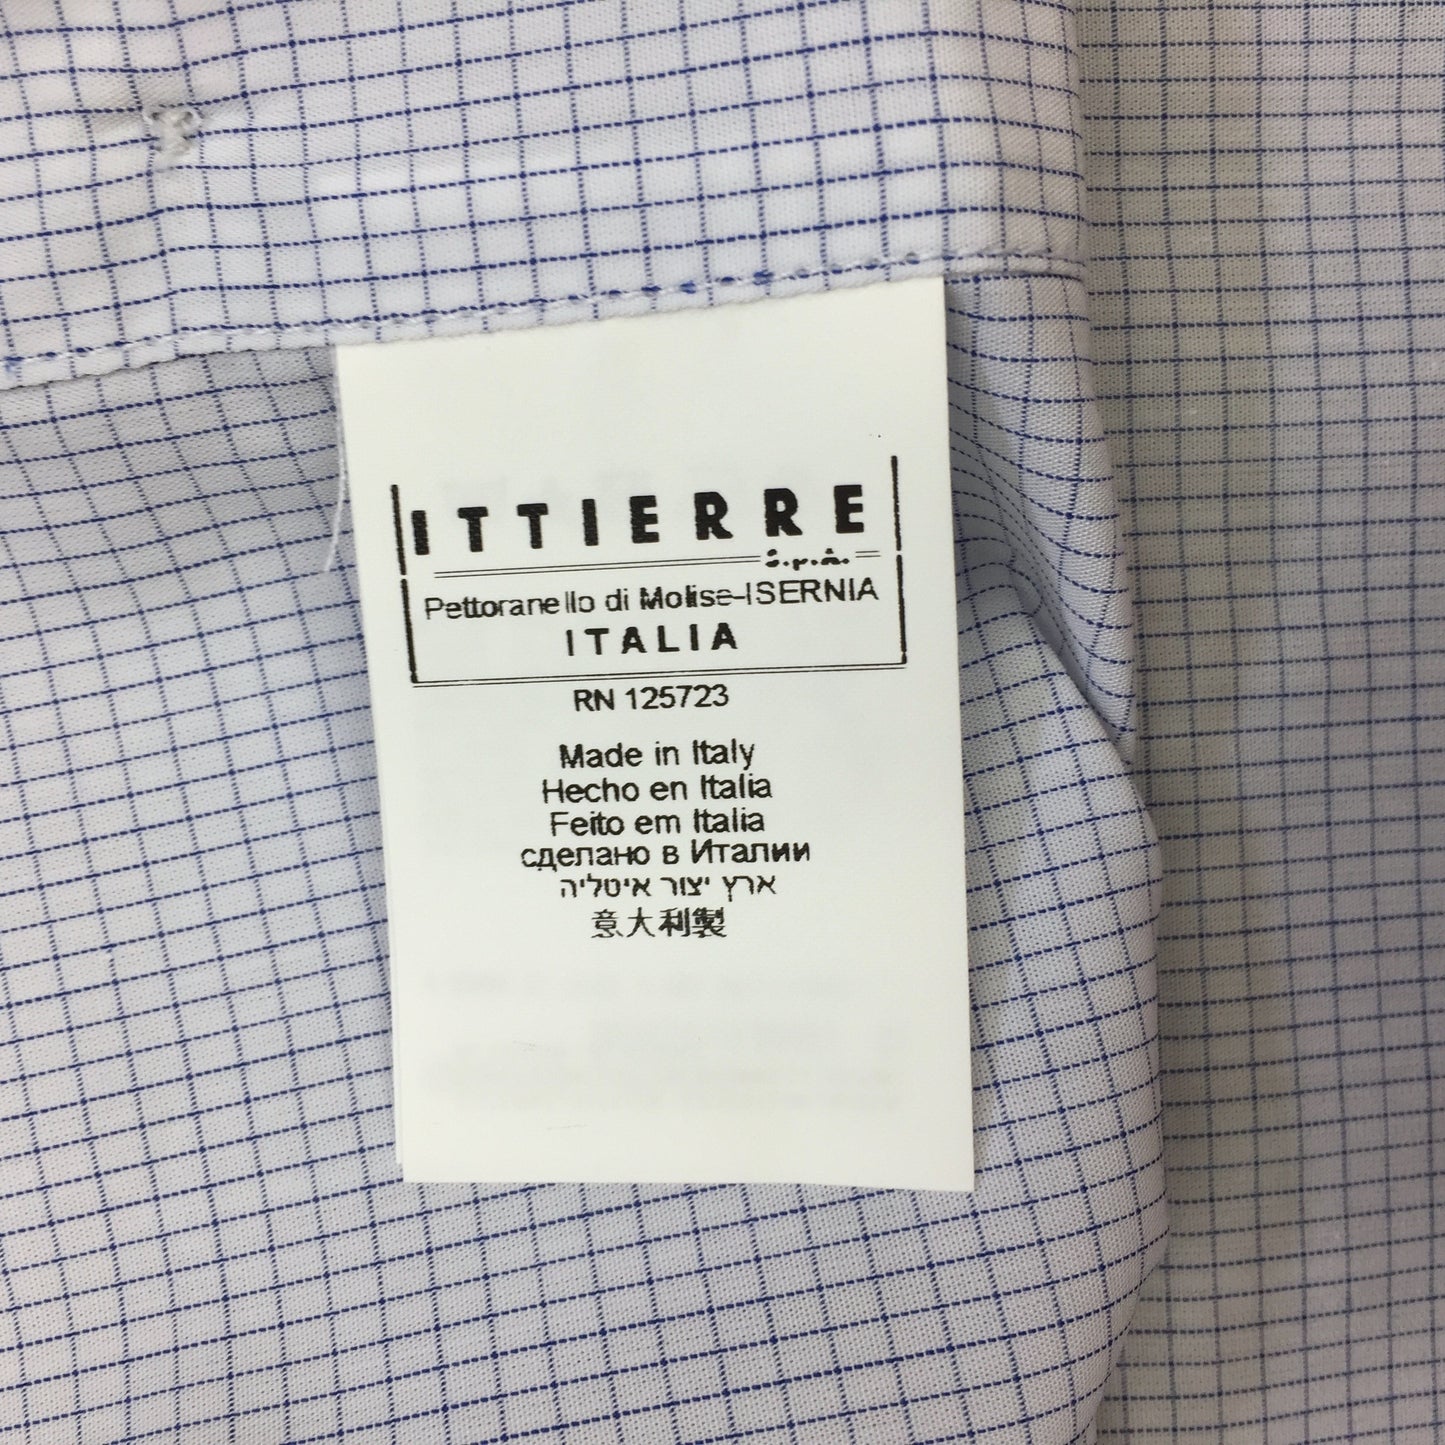 ITTIERRE
S.p.A.
Pettoranello di Molise-ISERNIA
ITALIA
RN 125723
Made in Italy
Hecho en Italia
Feito em Italia
сделано в Италии
ארץ יצור איטליה
意大利製